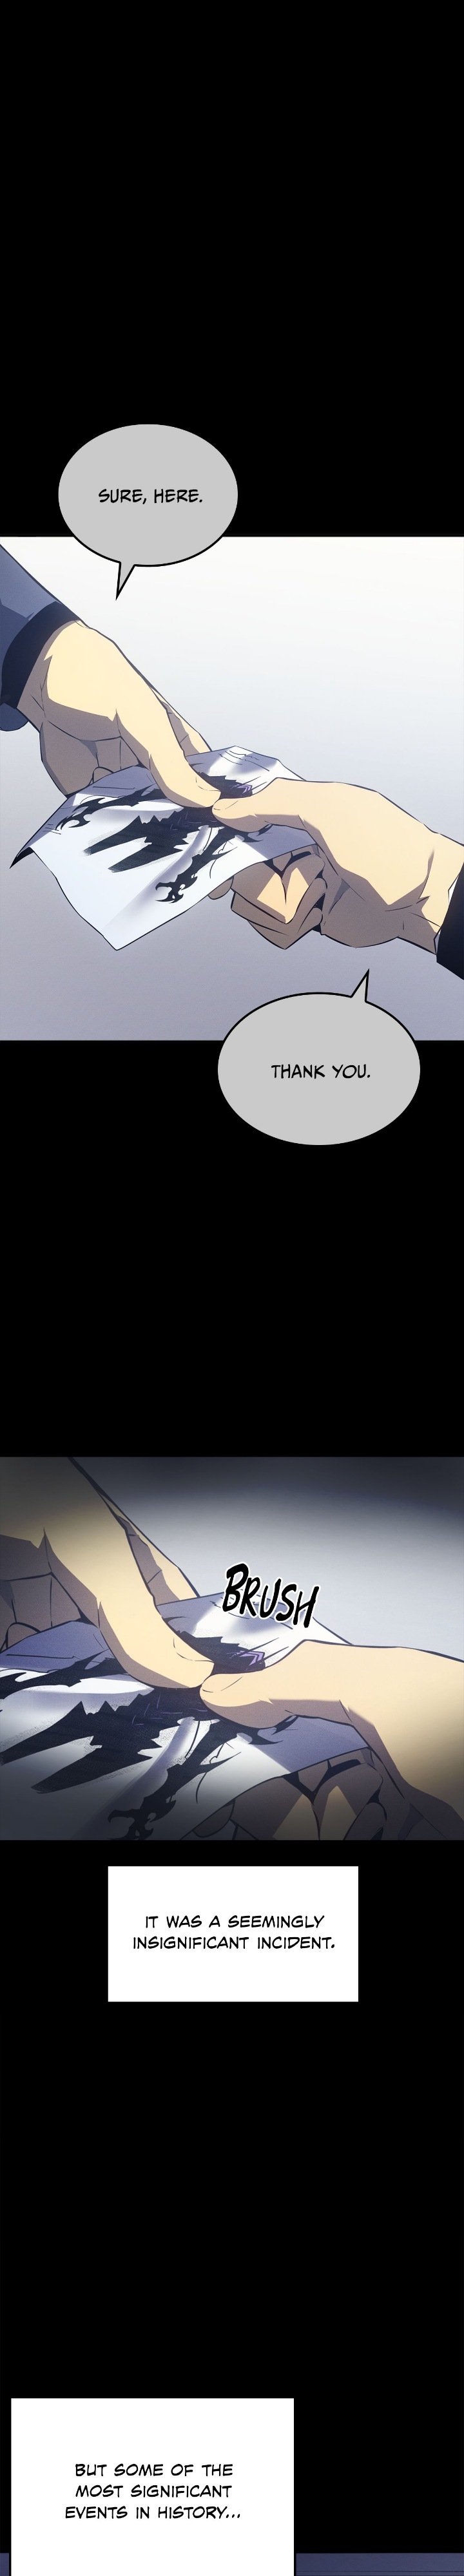 SURE, HERE.
THANK YOU.
BRUSH
IT WAS A SEEMINGLY
INSIGNIFICANT INCIDENT.
BUT SOME OF THE
MOST SIGNIFICANT
EVENTS IN HISTORY...